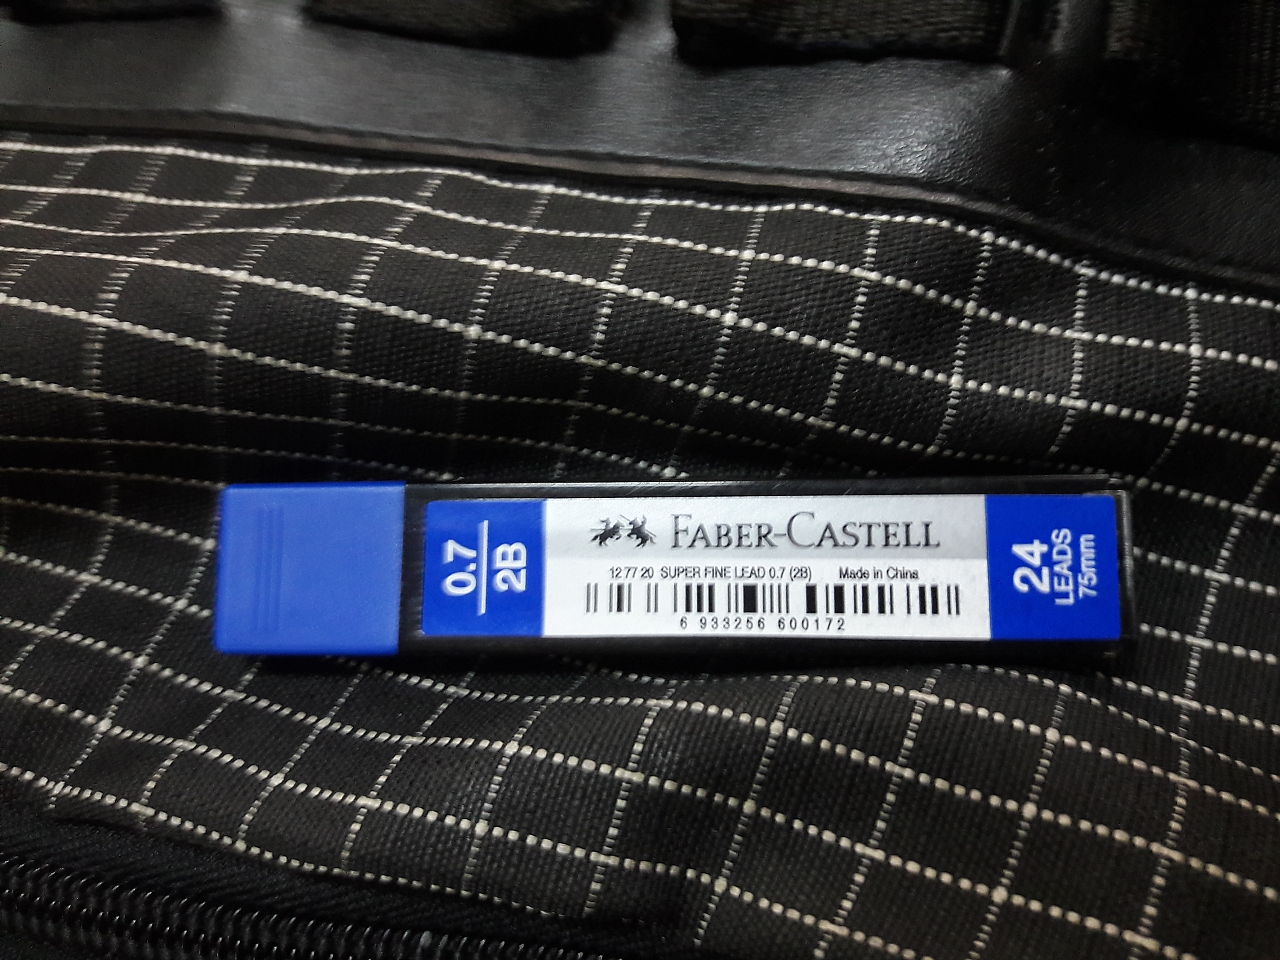 0.7
2B
FABER-CASTELL
12 77 20 SUPER FINE LEAD 0.7 (2B) Made in China
6 933256 600172
24
LEADS
75mm